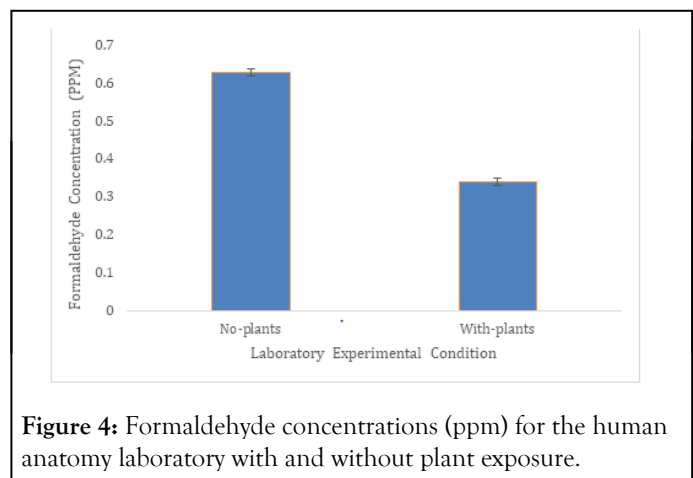 Formaldehyde Concentration (PPM)
0.7
0.6
0.5
0.4
0.3
0.2
0.1
0
No-plants With-plants
Laboratory Experimental Condition
Figure 4: Formaldehyde concentrations (ppm) for the human
anatomy laboratory with and without plant exposure.